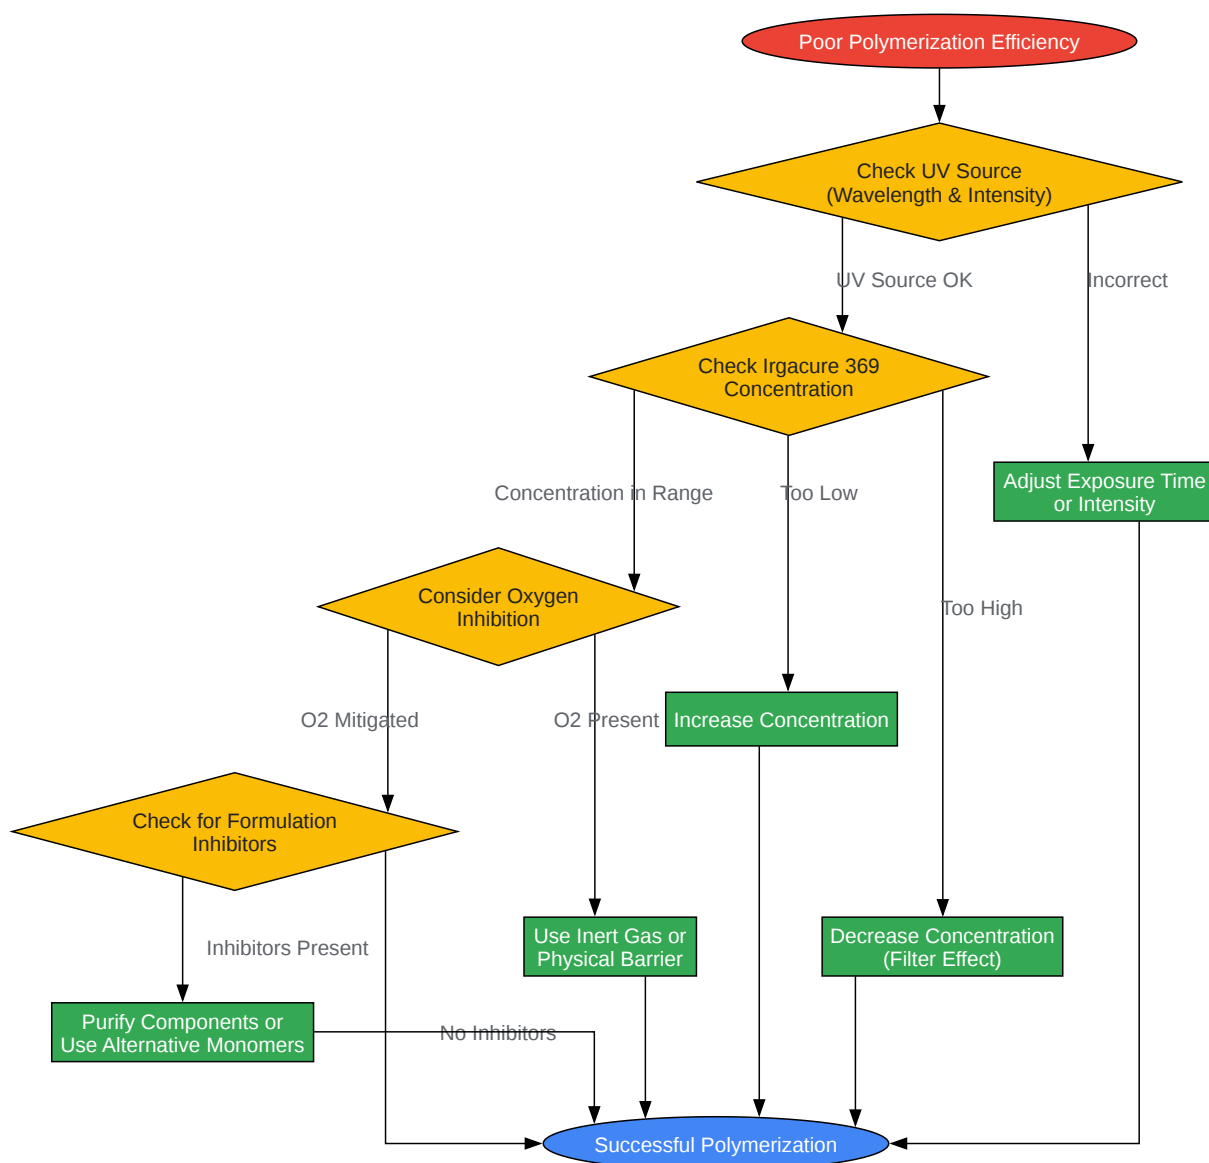 Poor Polymerization Efficiency
Check UV Source
(Wavelength & Intensity)
UV Source OK
Incorrect
Check Irgacure 369
Concentration
Concentration in Range
Too Low
Adjust Exposure Time
or Intensity
Consider Oxygen
Inhibition
Too High
O2 Mitigated
O2 Present
Increase Concentration
Check for Formulation
Inhibitors
Inhibitors Present
Use Inert Gas or
Physical Barrier
Decrease Concentration
(Filter Effect)
Purify Components or
Use Alternative Monomers
No Inhibitors
Successful Polymerization